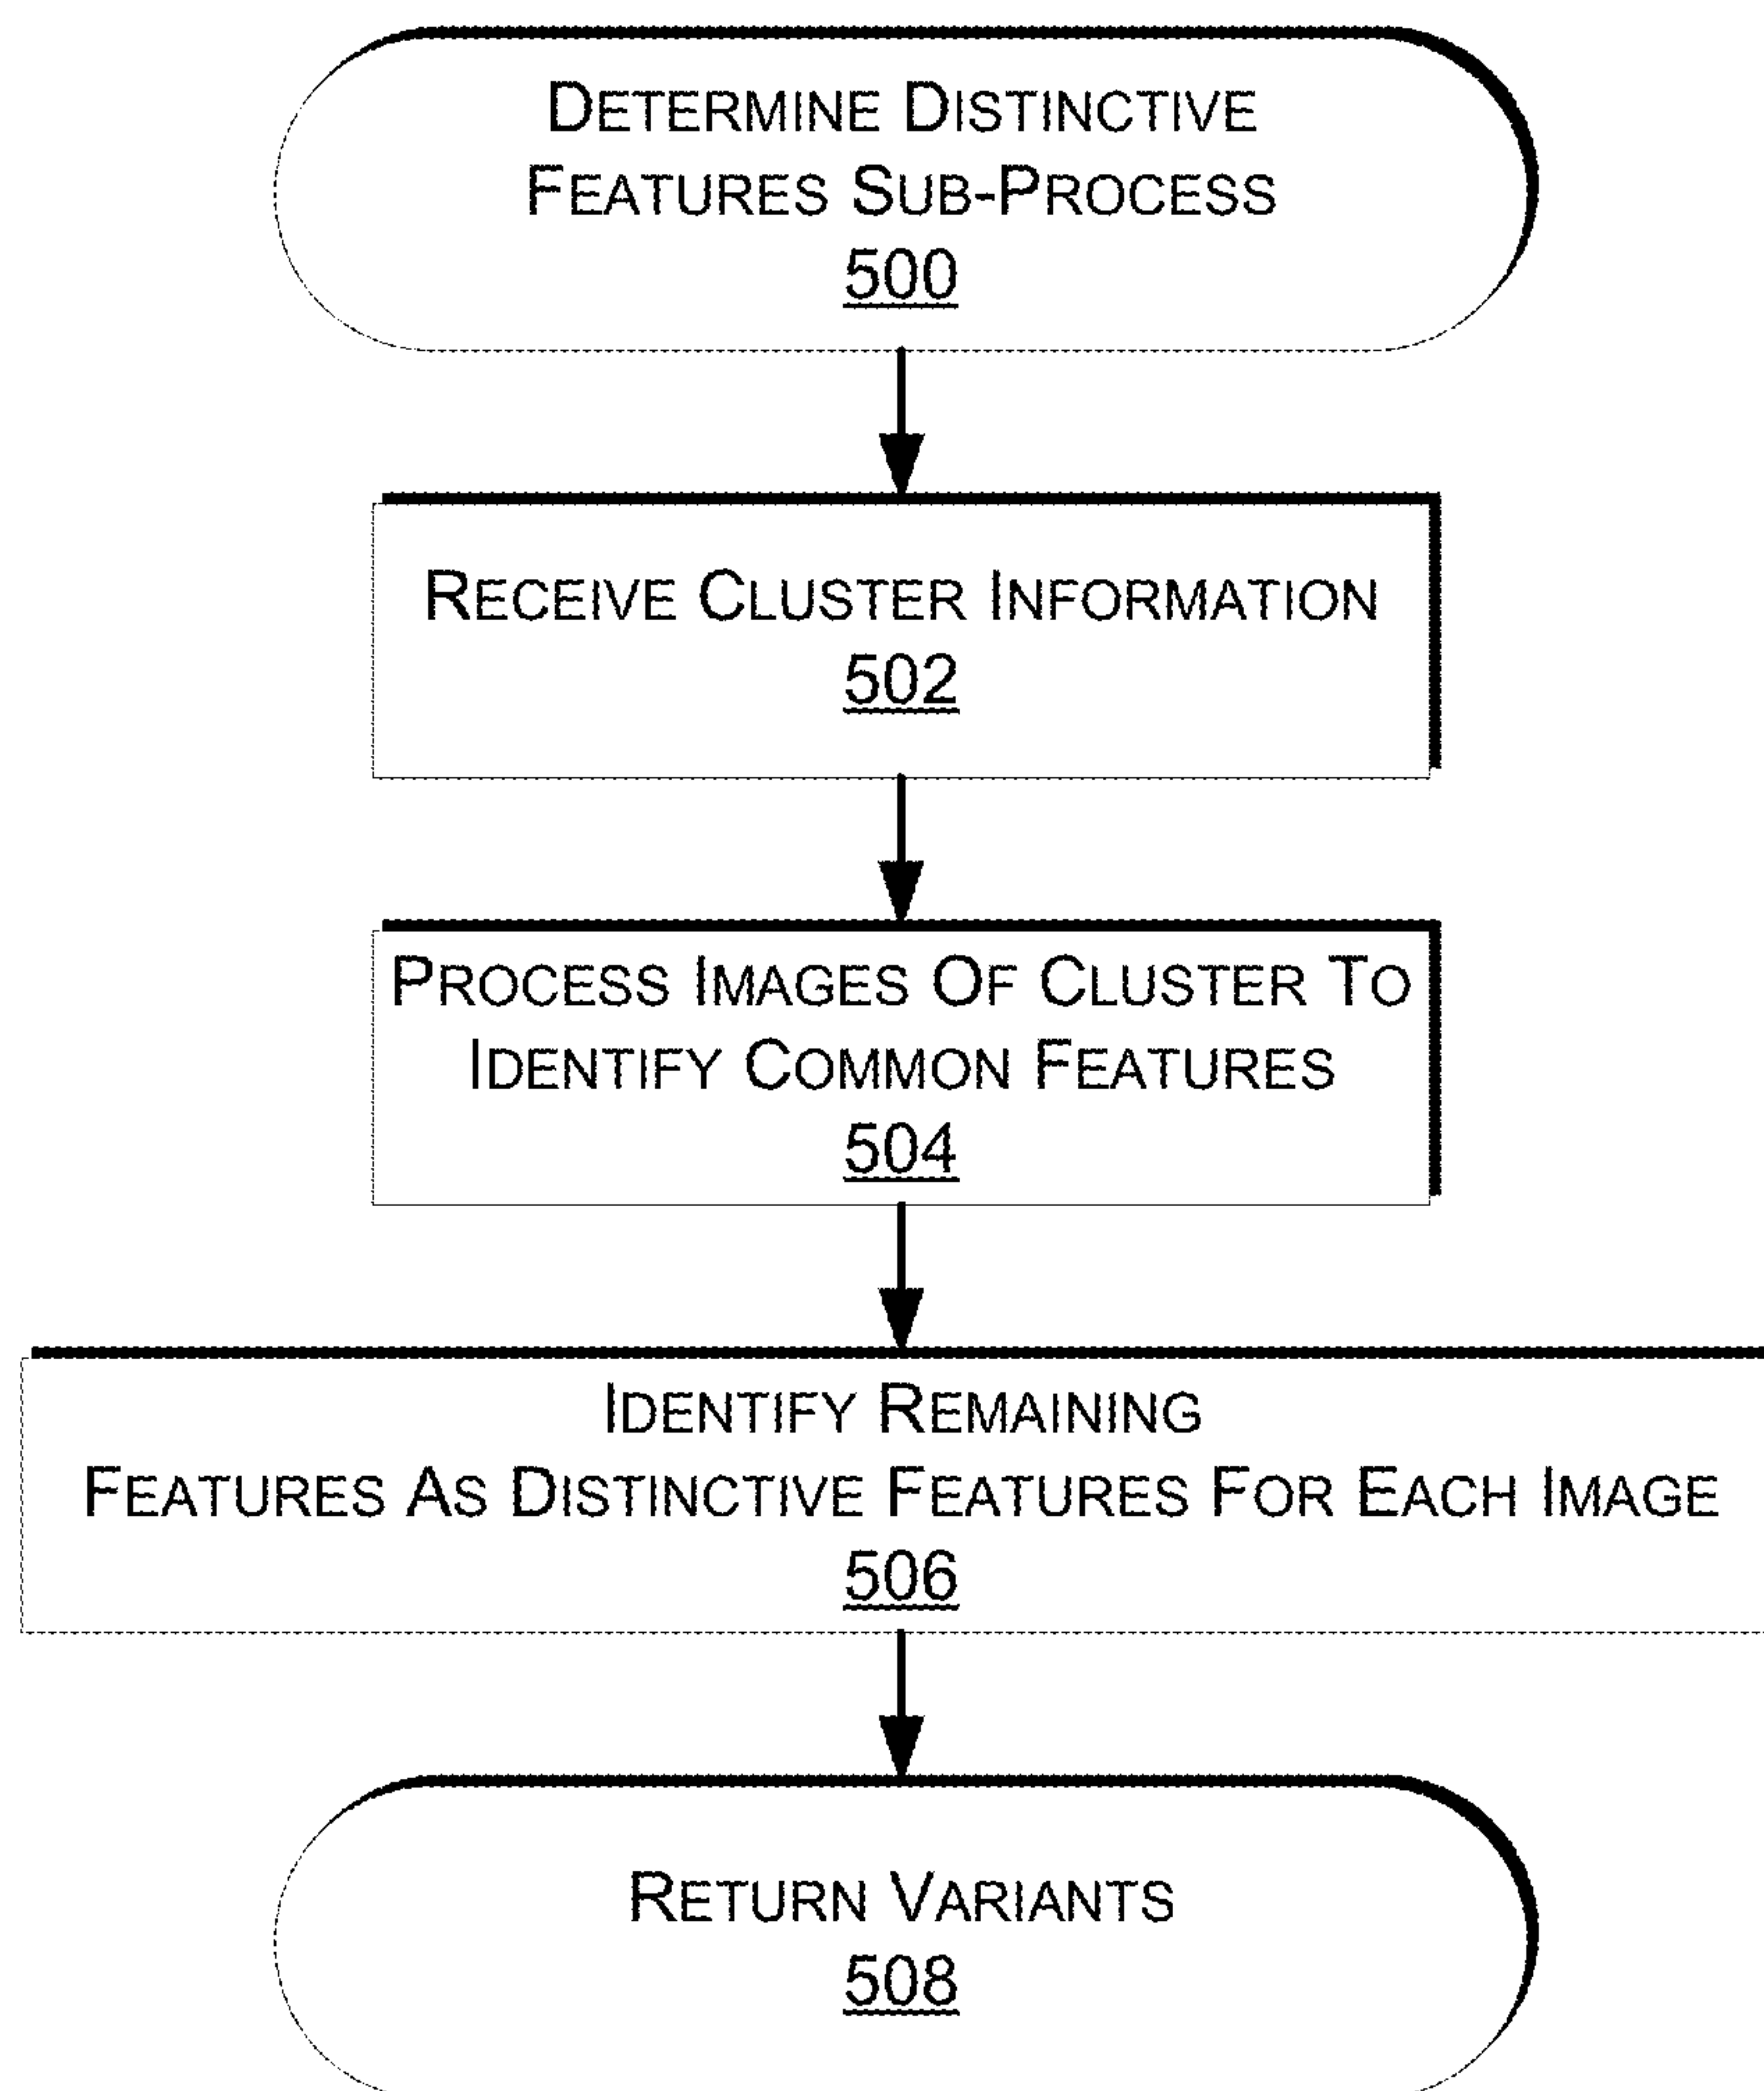 DETERMINE DISTINCTIVE
FEATURES SUB-PROCESS
500
RECEIVE CLUSTER INFORMATION
502
PROCESS IMAGES OF CLUSTER TO
IDENTIFY COMMON FEATURES
504
IDENTIFY REMAINING
FEATURES AS DISTINCTIVE FEATURES FOR EACH IMAGE
506
RETURN VARIANTS
508